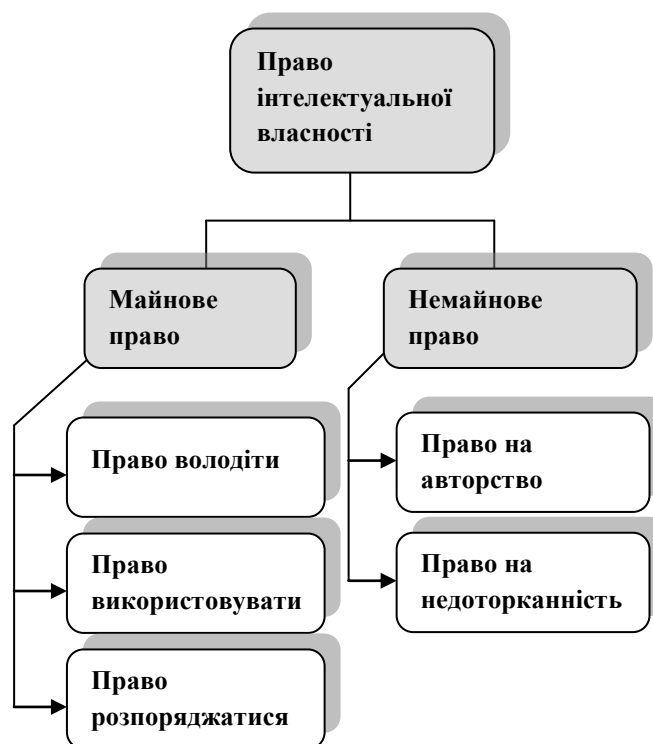 Право
інтелектуальної
власності
Майнове
право
Немайнове
право
Право володіти
Право
використовувати
Право
розпоряджатися
Право на
авторство
Право на
недоторканність